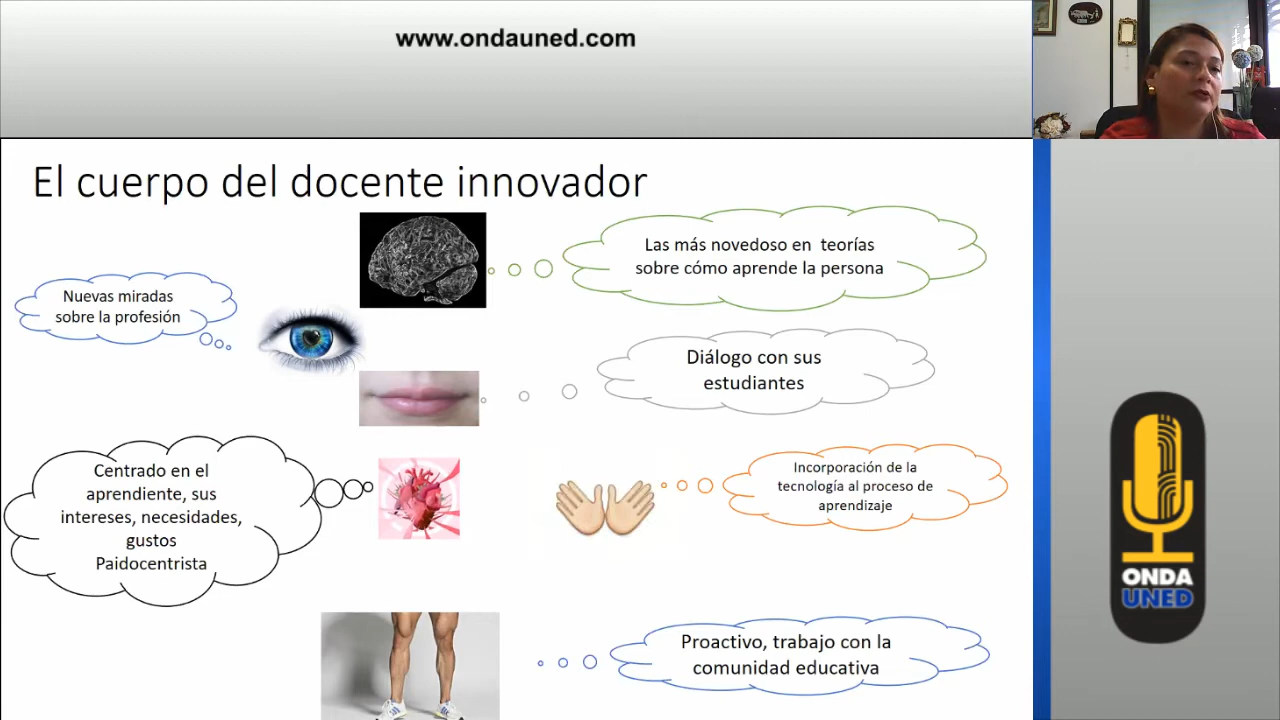 www.ondauned.com
El cuerpo del docente innovador
Las más novedoso en teorías
sobre cómo aprende la persona
Nuevas miradas
sobre la profesión
Diálogo con sus
estudiantes
Centrado en el
aprendiente, sus
intereses, necesidades,
gustos
Paidocentrista
Incorporación de la
tecnología al proceso de
aprendizaje
Proactivo, trabajo con la
comunidad educativa
ONDA
UNED